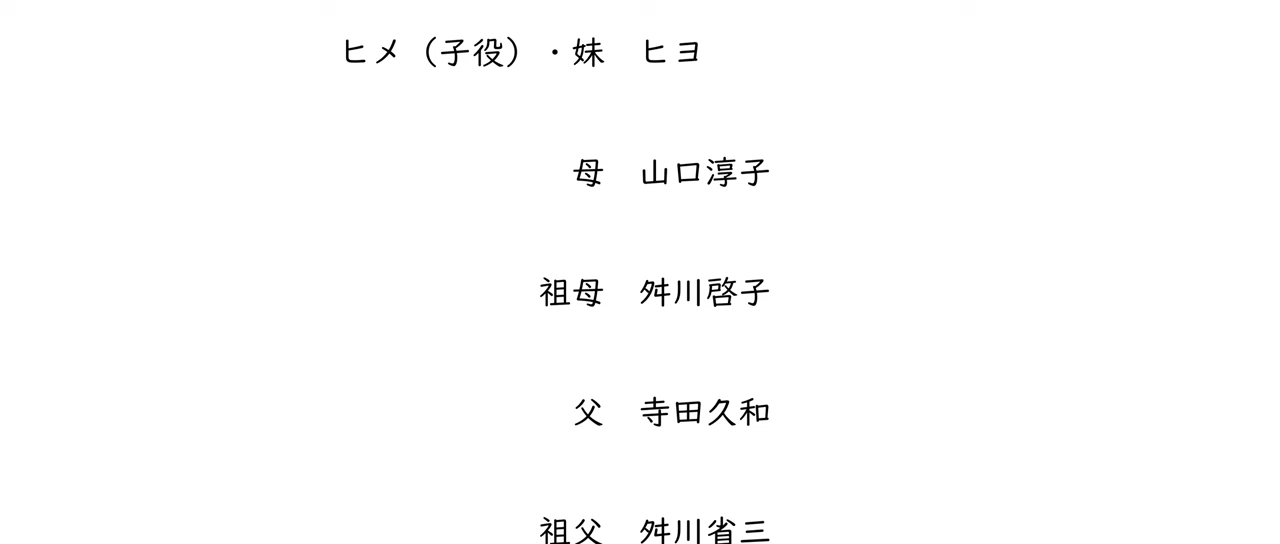 ヒメ（子役）・妹　ヒヨ
母　山口淳子
祖母　舛川啓子
父　寺田久和
祖父　舛川省三